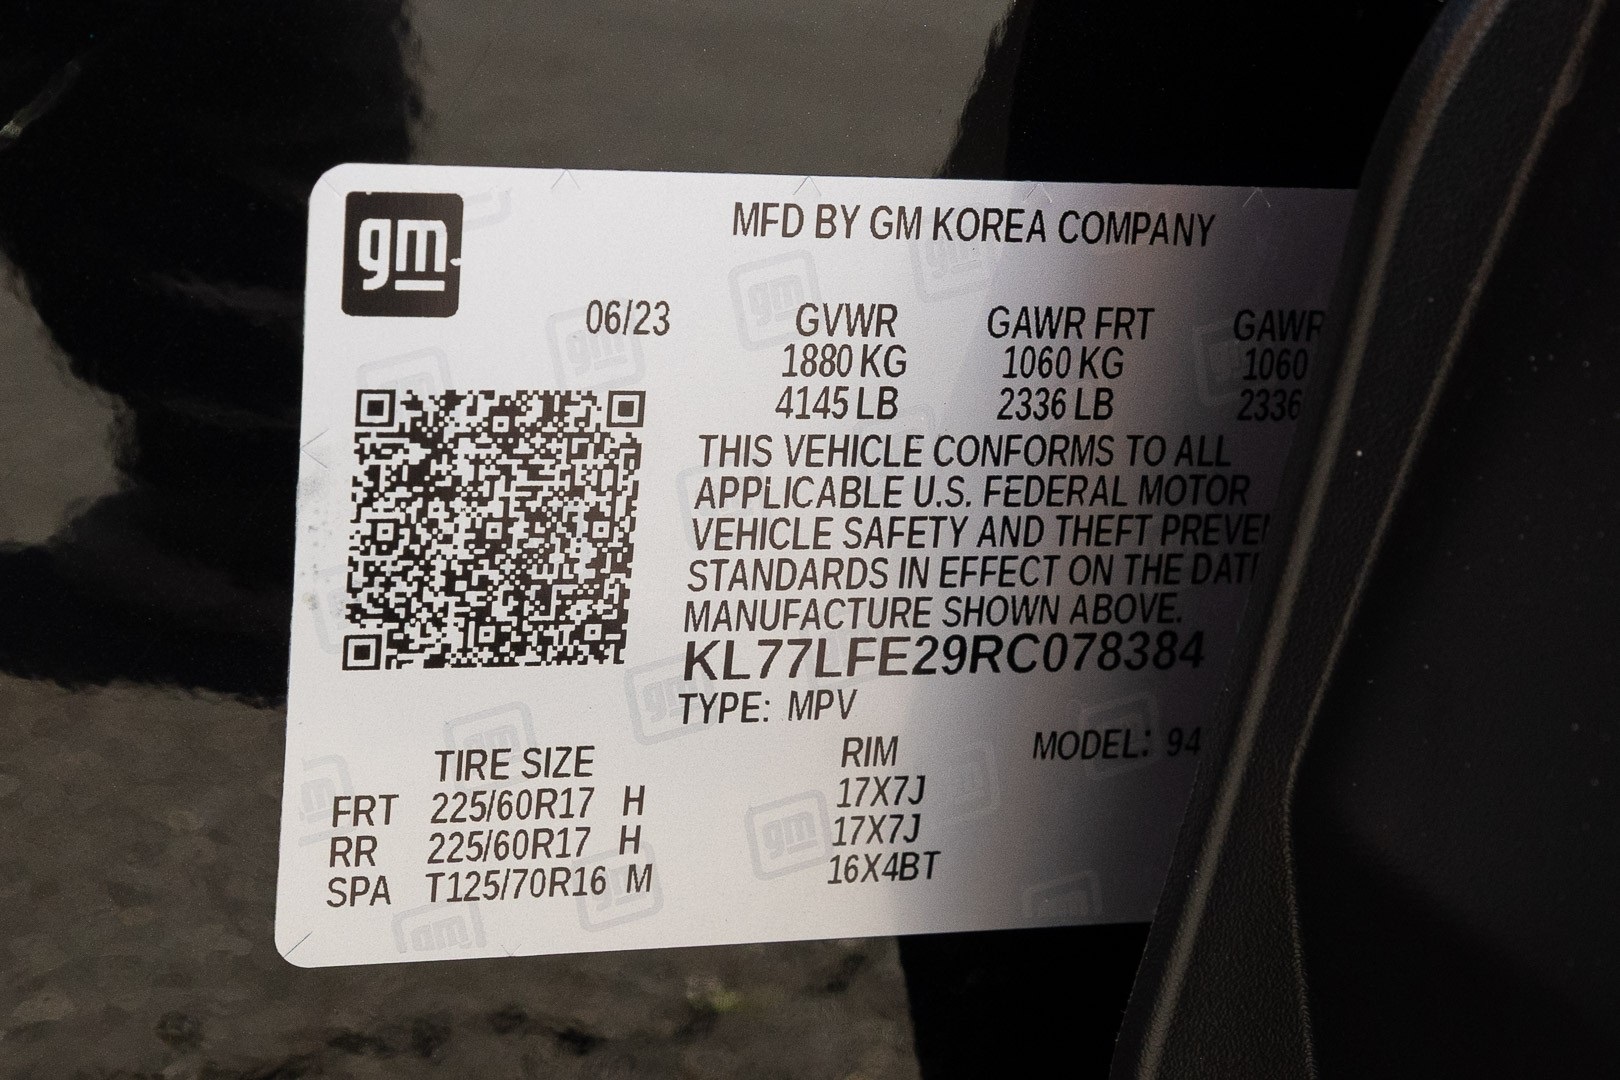 gm
MFD BY GM KOREA COMPANY
06/23 GVWR GAWR FRT GAWR
1880 KG 1060 KG 1060
4145 LB 2336 LB 2336
THIS VEHICLE CONFORMS TO ALL
APPLICABLE U.S. FEDERAL MOTOR
VEHICLE SAFETY AND THEFT
STANDARDS IN EFFECT ON THE
MANUFACTURE SHOWN ABOVE.
KL77LFE29RC078384
TYPE: MPV
TIRE SIZE RIM MODEL: 94
FRT 225/60R17 H 17X7J
RR 225/60R17 H 17X7J
SPA T125/70R16 M 16X4BT